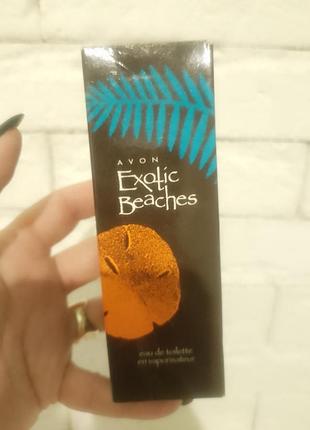 AVON
Exotic
Beaches
eau de toilette
en vaporisateur